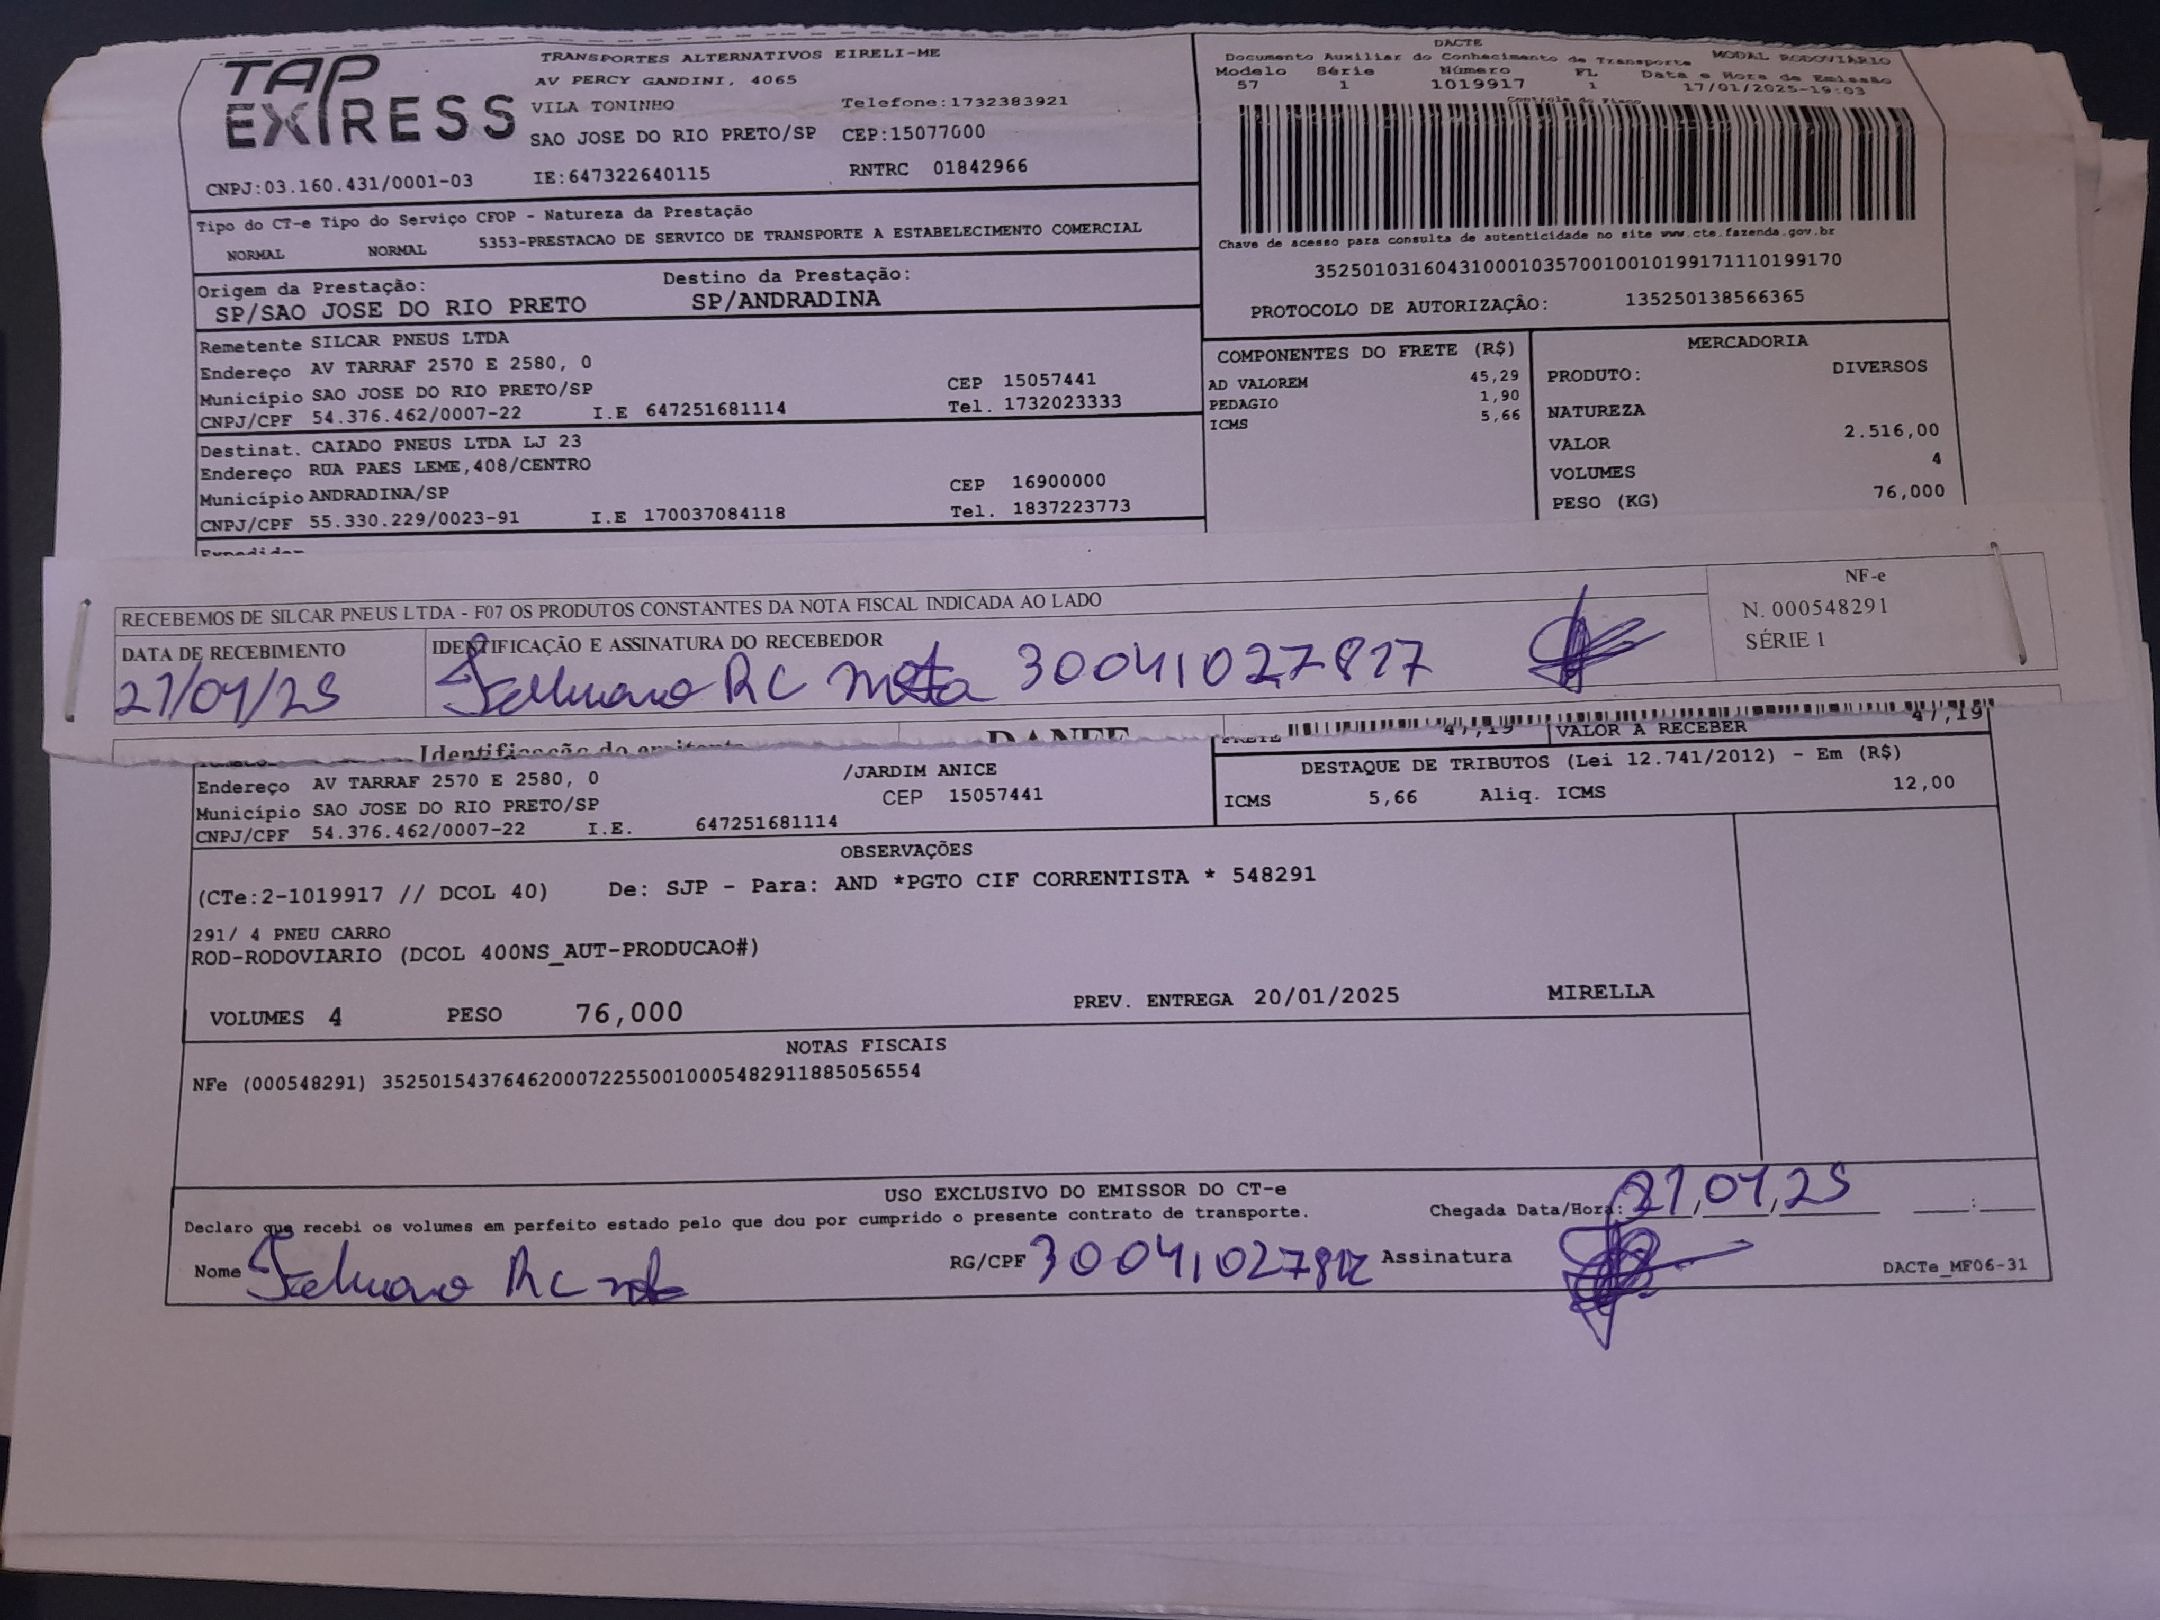 TAP EXPRESS
TRANSPORTES ALTERNATIVOS EIRELI-ME
AV PERCY GANDINI, 4065
VILA TONINHO Telefone:1732383921
SAO JOSE DO RIO PRETO/SP CEP:15077000
CNPJ:03.160.431/0001-03 IE:647322640115 RNTRC 01842966
DACTE
Documento Auxiliar do Conhecimento de Transporte MODAL RODOVIARIO
Modelo Série Número FL Data e Hora de Emissão
57 1 1019917 1 17/01/2025-19:03
Controle do Fisco
Chave de acesso para consulta de autenticidade no site www.cte.fazenda.gov.br
35250103160431000103570010010199171110199170
PROTOCOLO DE AUTORIZAÇÃO: 135250138566365
Tipo do CT-e Tipo do Serviço CFOP - Natureza da Prestação
NORMAL NORMAL 5353-PRESTACAO DE SERVICO DE TRANSPORTE A ESTABELECIMENTO COMERCIAL
Origem da Prestação: Destino da Prestação:
SP/SAO JOSE DO RIO PRETO SP/ANDRADINA
Remetente SILCAR PNEUS LTDA
Endereço AV TARRAF 2570 E 2580, 0
Município SAO JOSE DO RIO PRETO/SP CEP 15057441
CNPJ/CPF 54.376.462/0007-22 I.E 647251681114 Tel. 1732023333
Destinat. CAIADO PNEUS LTDA LJ 23
Endereço RUA PAES LEME,408/CENTRO
Município ANDRADINA/SP CEP 16900000
CNPJ/CPF 55.330.229/0023-91 I.E 170037084118 Tel. 1837223773
COMPONENTES DO FRETE (R$)
AD VALOREM 45,29
PEDAGIO 1,90
ICMS 5,66
MERCADORIA
PRODUTO: DIVERSOS
NATUREZA
VALOR 2.516,00
VOLUMES 4
PESO (KG) 76,000
RECEBEMOS DE SILCAR PNEUS LTDA - F07 OS PRODUTOS CONSTANTES DA NOTA FISCAL INDICADA AO LADO
DATA DE RECEBIMENTO IDENTIFICAÇÃO E ASSINATURA DO RECEBEDOR
21/01/25 RC 30041027817
NF-e
N. 000548291
SÉRIE 1
Identificação do emitente DANFE
FRETE 47,19 VALOR A RECEBER 47,19
Endereço AV TARRAF 2570 E 2580, 0 /JARDIM ANICE
Município SAO JOSE DO RIO PRETO/SP CEP 15057441
CNPJ/CPF 54.376.462/0007-22 I.E. 647251681114
DESTAQUE DE TRIBUTOS (Lei 12.741/2012) - Em (R$)
ICMS 5,66 Aliq. ICMS 12,00
OBSERVAÇÕES
(CTe:2-1019917 // DCOL 40) De: SJP - Para: AND *PGTO CIF CORRENTISTA * 548291
291/ 4 PNEU CARRO
ROD-RODOVIARIO (DCOL 400NS_AUT-PRODUCAO#)
VOLUMES 4 PESO 76,000 PREV. ENTREGA 20/01/2025 MIRELLA
NOTAS FISCAIS
NFe (000548291) 35250154376462000722550010005482911885056554
USO EXCLUSIVO DO EMISSOR DO CT-e
Declaro que recebi os volumes em perfeito estado pelo que dou por cumprido o presente contrato de transporte. Chegada Data/Hora: 21/01/25 :
Nome RC RG/CPF Assinatura
DACTe_MF06-31